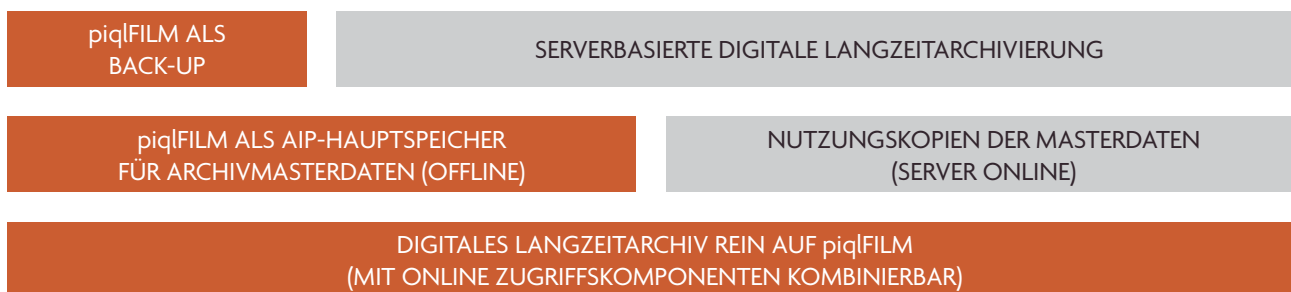 piqlFILM ALS
BACK-UP
SERVERBASIERTE DIGITALE LANGZEITARCHIVIERUNG
piqlFILM ALS AIP-HAUPTSPEICHER
FÜR ARCHIVMASTERDATEN (OFFLINE)
NUTZUNGSKOPIEN DER MASTERDATEN
(SERVER ONLINE)
DIGITALES LANGZEITARCHIV REIN AUF piqlFILM
(MIT ONLINE ZUGRIFFSKOMPONENTEN KOMBINIERBAR)